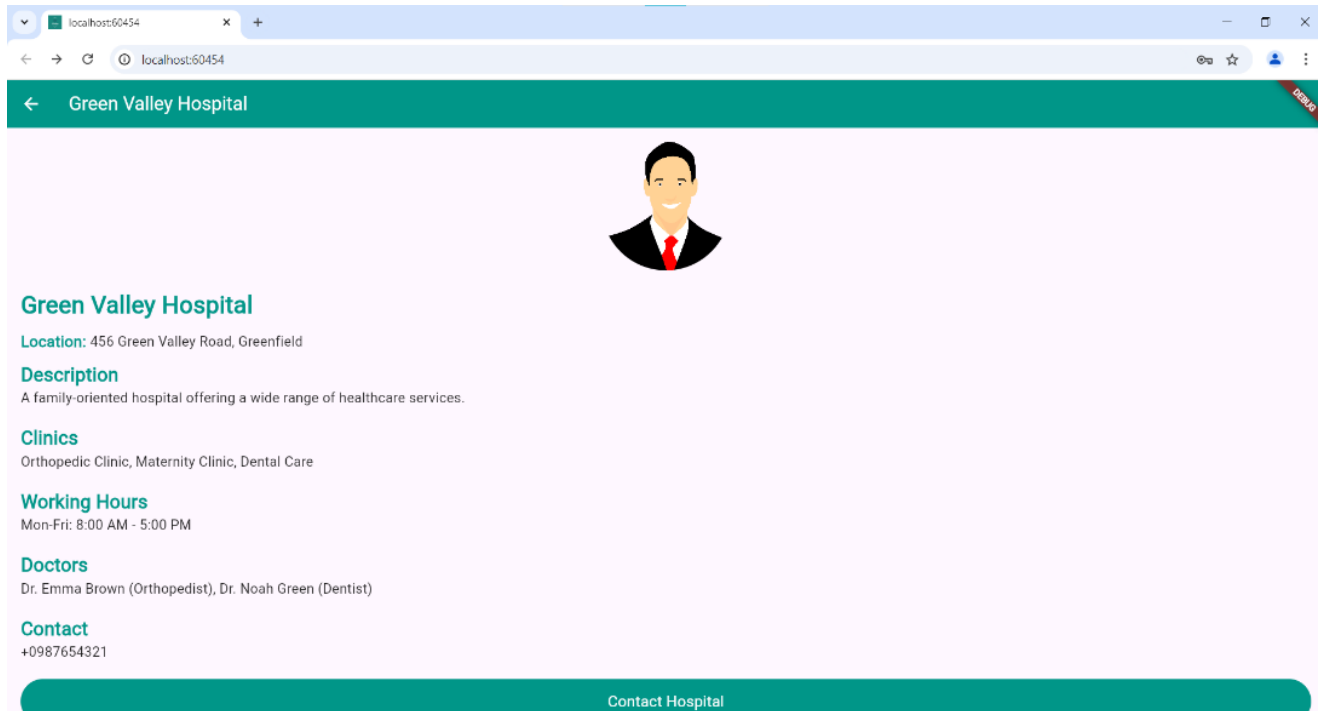 localhost:60454
localhost:60454
Green Valley Hospital
DEBUG
Green Valley Hospital
Location: 456 Green Valley Road, Greenfield
Description
A family-oriented hospital offering a wide range of healthcare services.
Clinics
Orthopedic Clinic, Maternity Clinic, Dental Care
Working Hours
Mon-Fri: 8:00 AM - 5:00 PM
Doctors
Dr. Emma Brown (Orthopedist), Dr. Noah Green (Dentist)
Contact
+0987654321
Contact Hospital